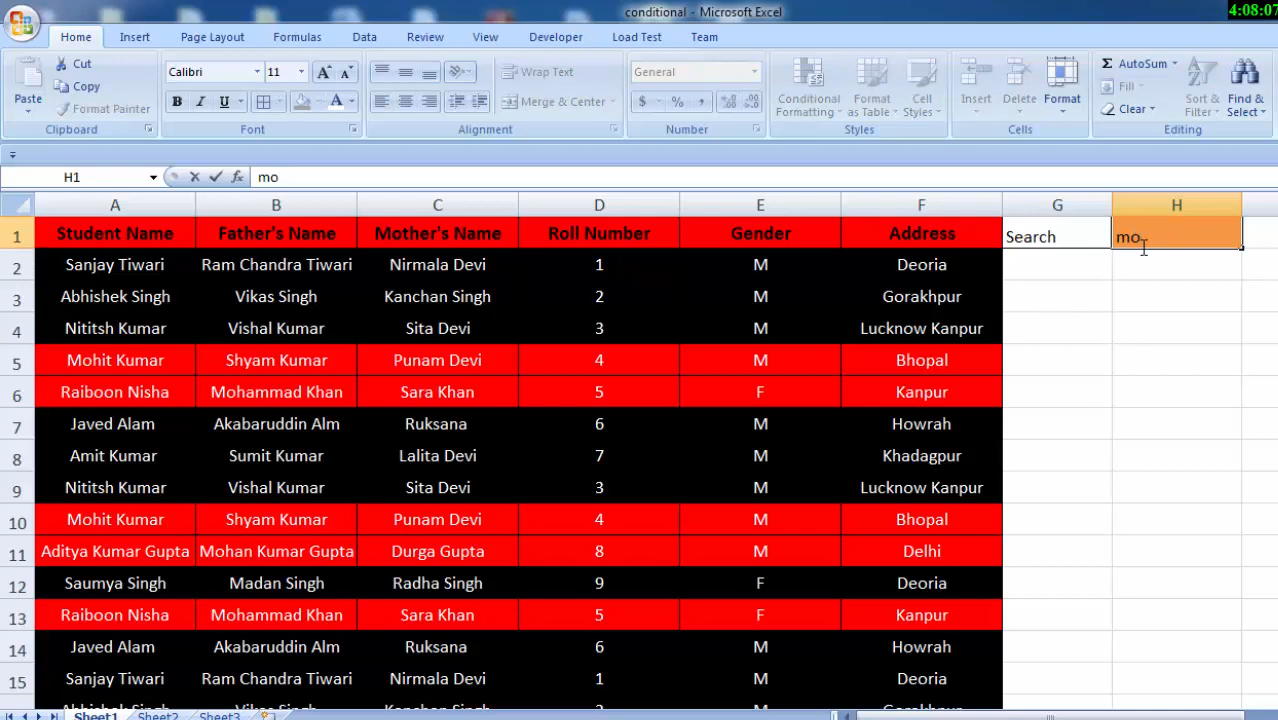 conditional - Microsoft Excel
4:08:07
Home Insert Page Layout Formulas Data Review View Developer Load Test Team
Paste
Cut
Copy
Format Painter
Clipboard
Calibri 11
B I U
Font
Wrap Text
Merge & Center
Alignment
General
$ % ,
Number
Conditional Formatting
Format as Table
Cell Styles
Styles
Insert
Delete
Format
Cells
AutoSum
Fill
Clear
Sort & Filter
Find & Select
Editing
H1 fx mo
A B C D E F G H
1 Student Name Father's Name Mother's Name Roll Number Gender Address Search mo
2 Sanjay Tiwari Ram Chandra Tiwari Nirmala Devi 1 M Deoria
3 Abhishek Singh Vikas Singh Kanchan Singh 2 M Gorakhpur
4 Nititsh Kumar Vishal Kumar Sita Devi 3 M Lucknow Kanpur
5 Mohit Kumar Shyam Kumar Punam Devi 4 M Bhopal
6 Raiboon Nisha Mohammad Khan Sara Khan 5 F Kanpur
7 Javed Alam Akabaruddin Alm Ruksana 6 M Howrah
8 Amit Kumar Sumit Kumar Lalita Devi 7 M Khadagpur
9 Nititsh Kumar Vishal Kumar Sita Devi 3 M Lucknow Kanpur
10 Mohit Kumar Shyam Kumar Punam Devi 4 M Bhopal
11 Aditya Kumar Gupta Mohan Kumar Gupta Durga Gupta 8 M Delhi
12 Saumya Singh Madan Singh Radha Singh 9 F Deoria
13 Raiboon Nisha Mohammad Khan Sara Khan 5 F Kanpur
14 Javed Alam Akabaruddin Alm Ruksana 6 M Howrah
15 Sanjay Tiwari Ram Chandra Tiwari Nirmala Devi 1 M Deoria
Sheet1 Sheet2 Sheet3